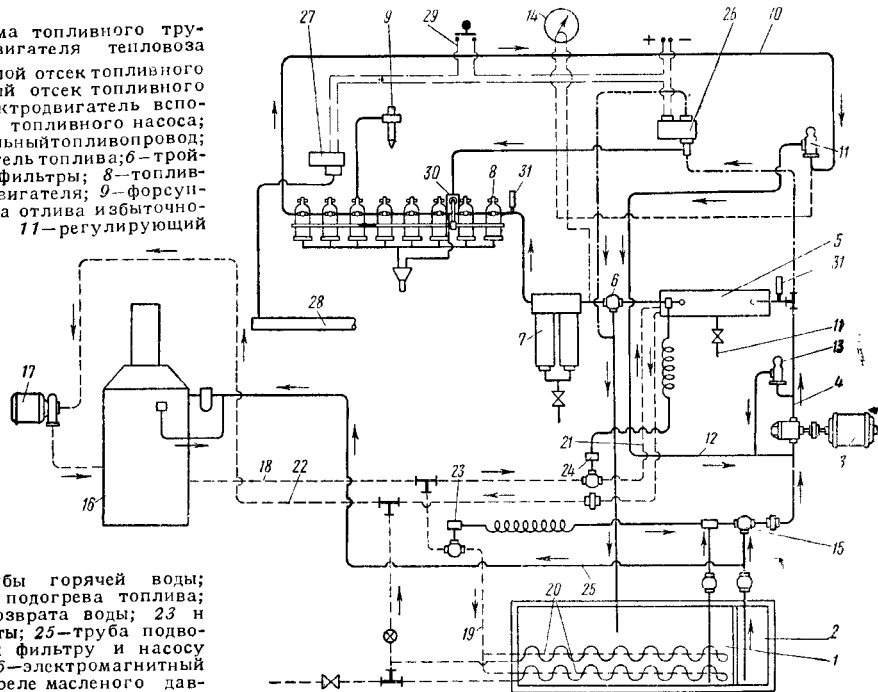 ма топливного тру-
вигателя тепловоза
ной отсек топливного
ый отсек топливного
ектродвигатель вспо-
топливного насоса;
льныйтопливопровод;
тель топлива;6—трой-
фильтры; 8—топлив-
вигателя; 9—форсун-
а отлива избыточно-
11—регулирующий
27
9
29
14
+ −
26
10
11
30
8
31
5
6
31
7
28
11
13
4
17
3
12
21
24
18
22
23
16
15
20
25
19
2
1
бы горячей воды;
подогрева топлива;
озврата воды; 23 н
ты; 25—труба подво-
фильтру и насосу
6—электромагнитный
реле масленого дав-